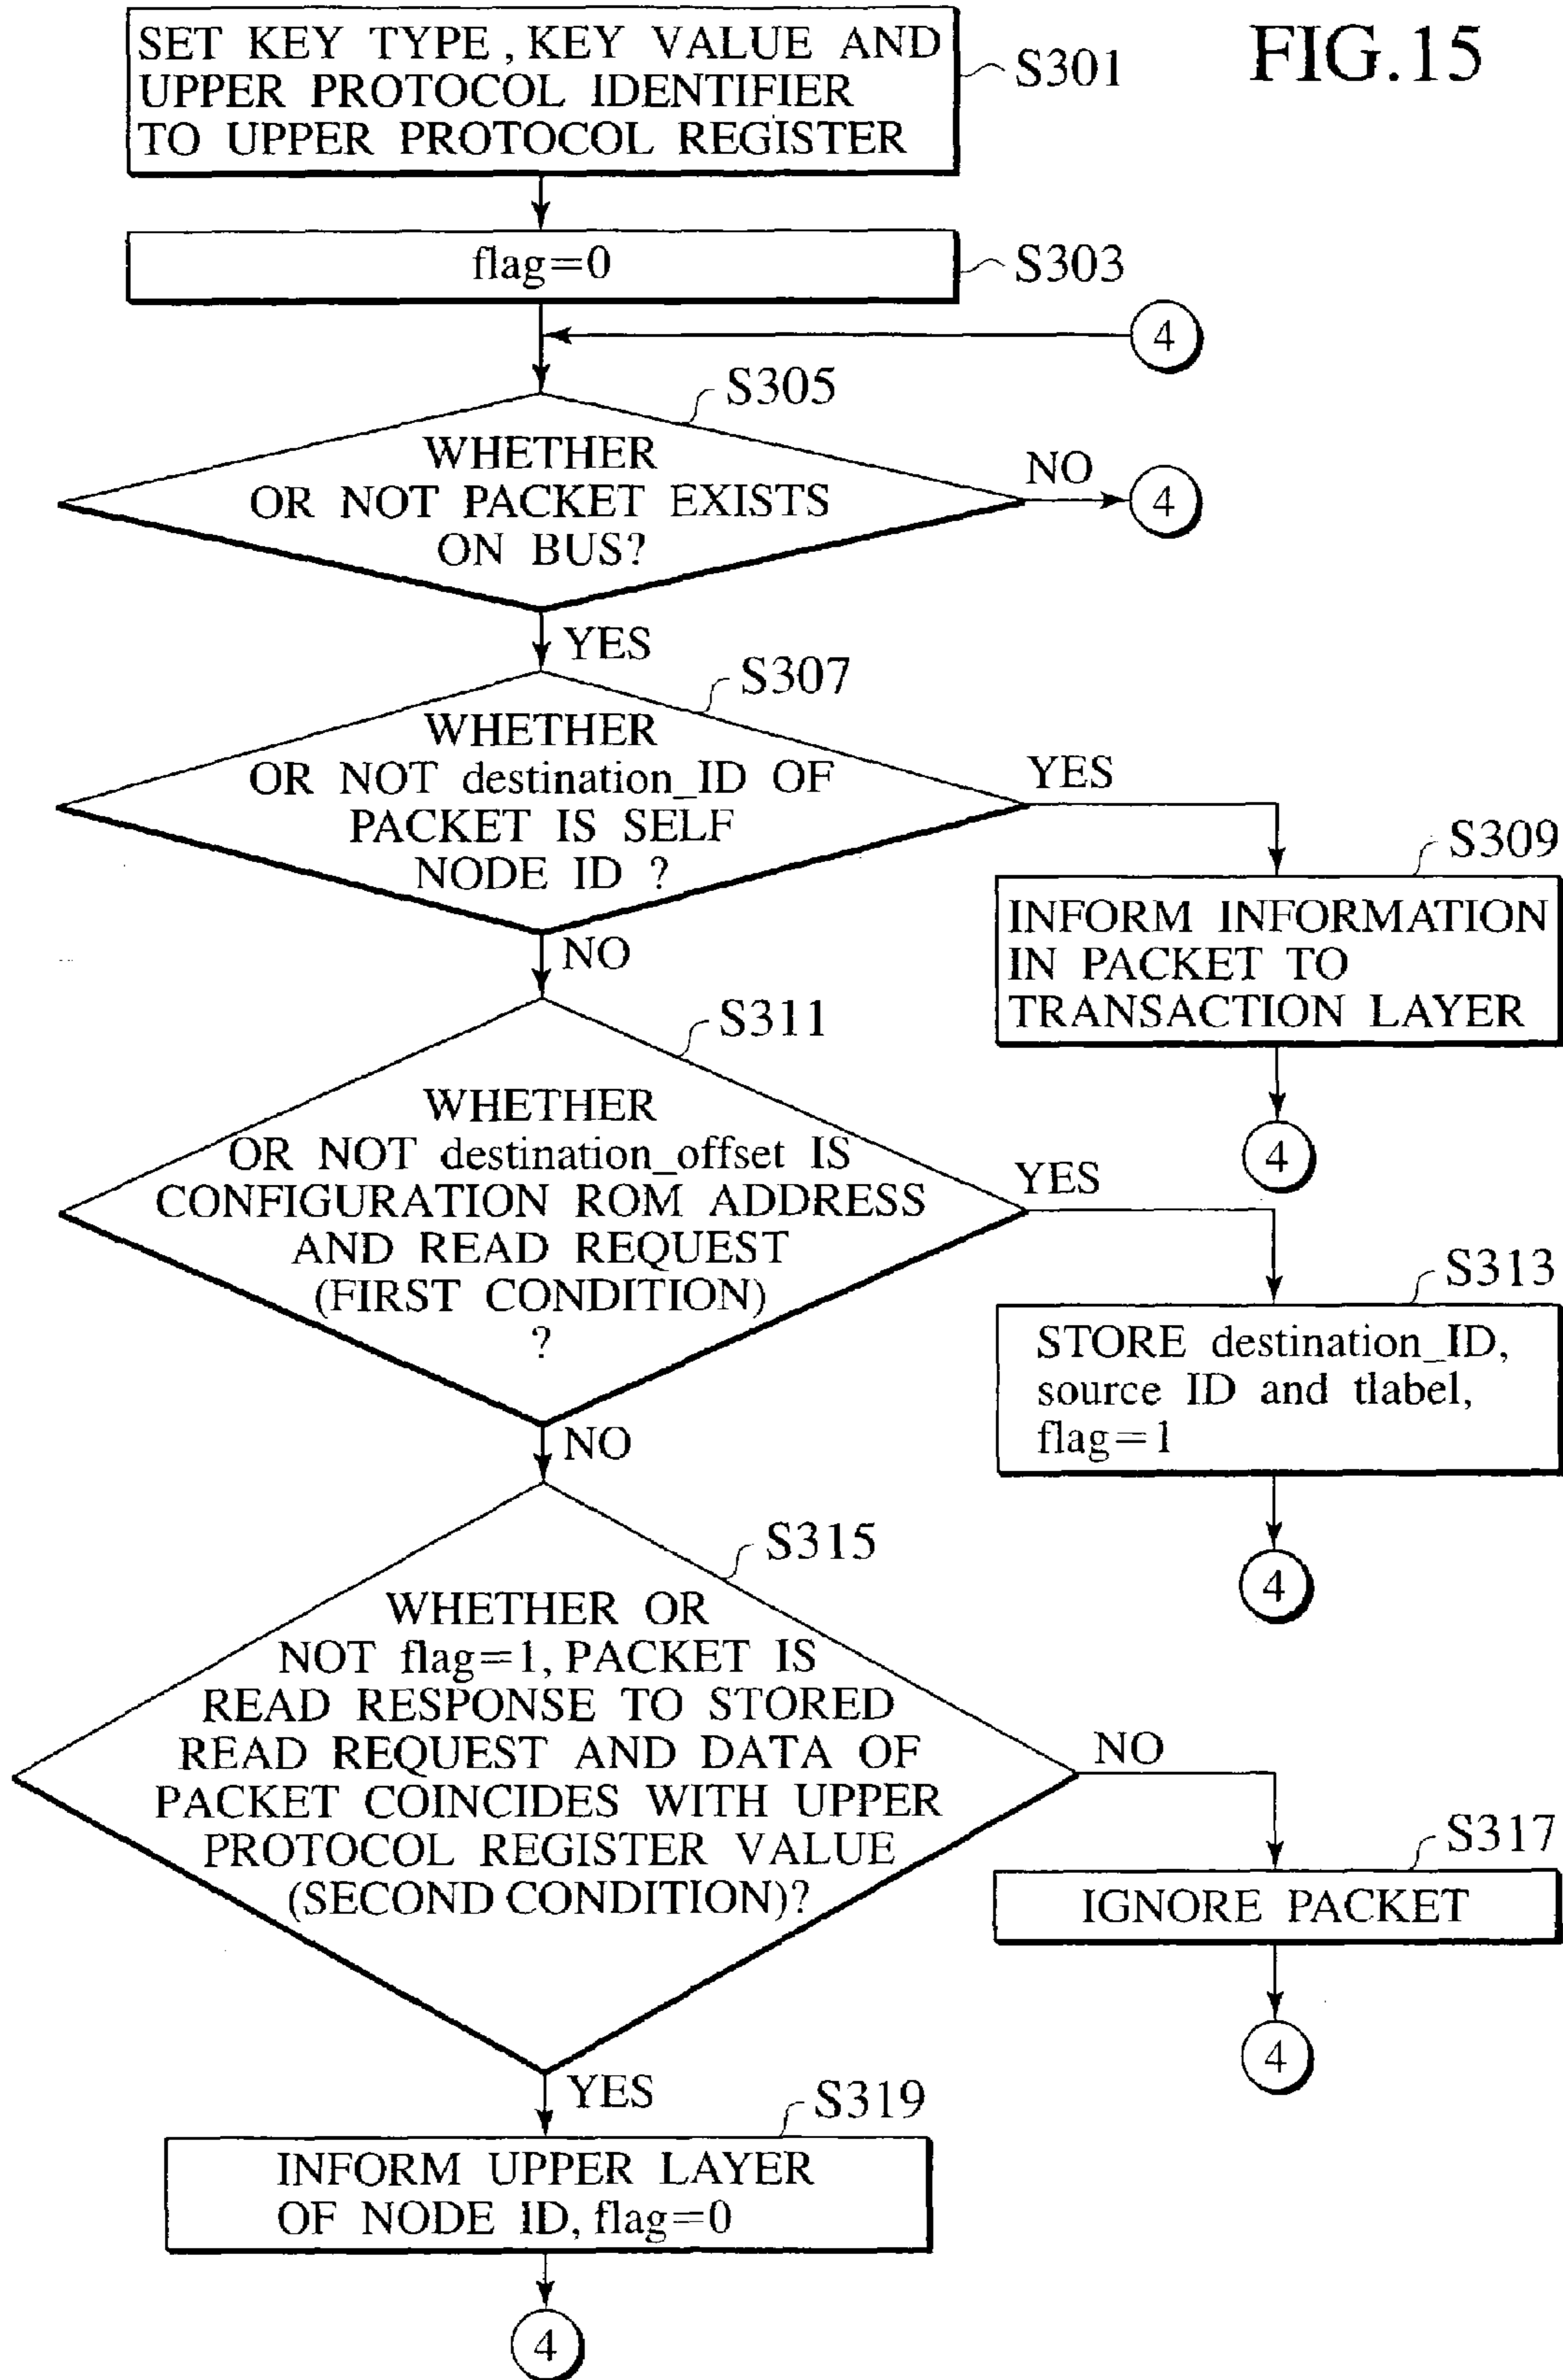 FIG.15
SET KEY TYPE, KEY VALUE AND
UPPER PROTOCOL IDENTIFIER
TO UPPER PROTOCOL REGISTER
S301
flag=0
S303
4
S305
WHETHER
OR NOT PACKET EXISTS
ON BUS?
NO
4
YES
S307
WHETHER
OR NOT destination_ID OF
PACKET IS SELF
NODE ID ?
YES
S309
INFORM INFORMATION
IN PACKET TO
TRANSACTION LAYER
4
NO
S311
WHETHER
OR NOT destination_offset IS
CONFIGURATION ROM ADDRESS
AND READ REQUEST
(FIRST CONDITION)
?
YES
S313
STORE destination_ID,
source ID and tlabel,
flag=1
4
NO
S315
WHETHER OR
NOT flag=1, PACKET IS
READ RESPONSE TO STORED
READ REQUEST AND DATA OF
PACKET COINCIDES WITH UPPER
PROTOCOL REGISTER VALUE
(SECOND CONDITION)?
NO
S317
IGNORE PACKET
4
YES
S319
INFORM UPPER LAYER
OF NODE ID, flag=0
4